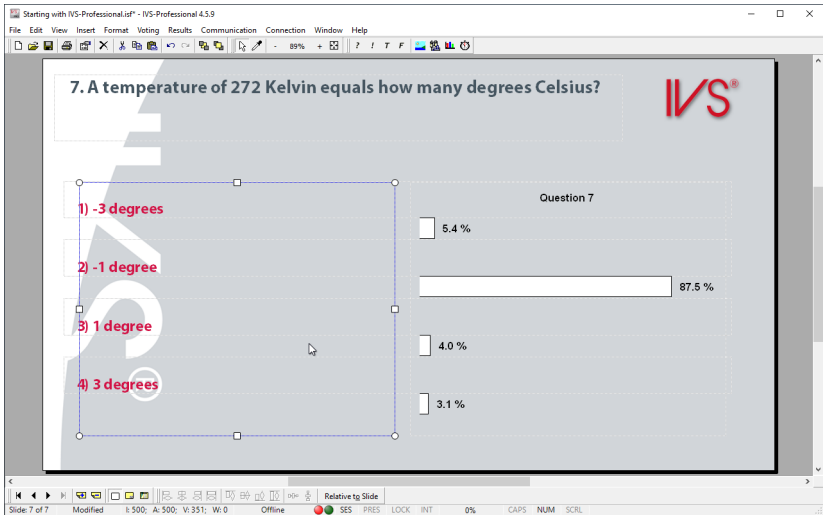 Starting with IVS-Professional.isf* - IVS-Professional 4.5.9
File Edit View Insert Format Voting Results Communication Connection Window Help
- 89% + ? ! T F
7. A temperature of 272 Kelvin equals how many degrees Celsius?
IVS®
Question 7
1) -3 degrees
5.4 %
2) -1 degree
87.5 %
3) 1 degree
4.0 %
4) 3 degrees
3.1 %
IVS®
Relative to Slide
Slide: 7 of 7 Modified I: 500; A: 500; V: 351; W: 0 Offline SES PRES LOCK INT 0% CAPS NUM SCRL